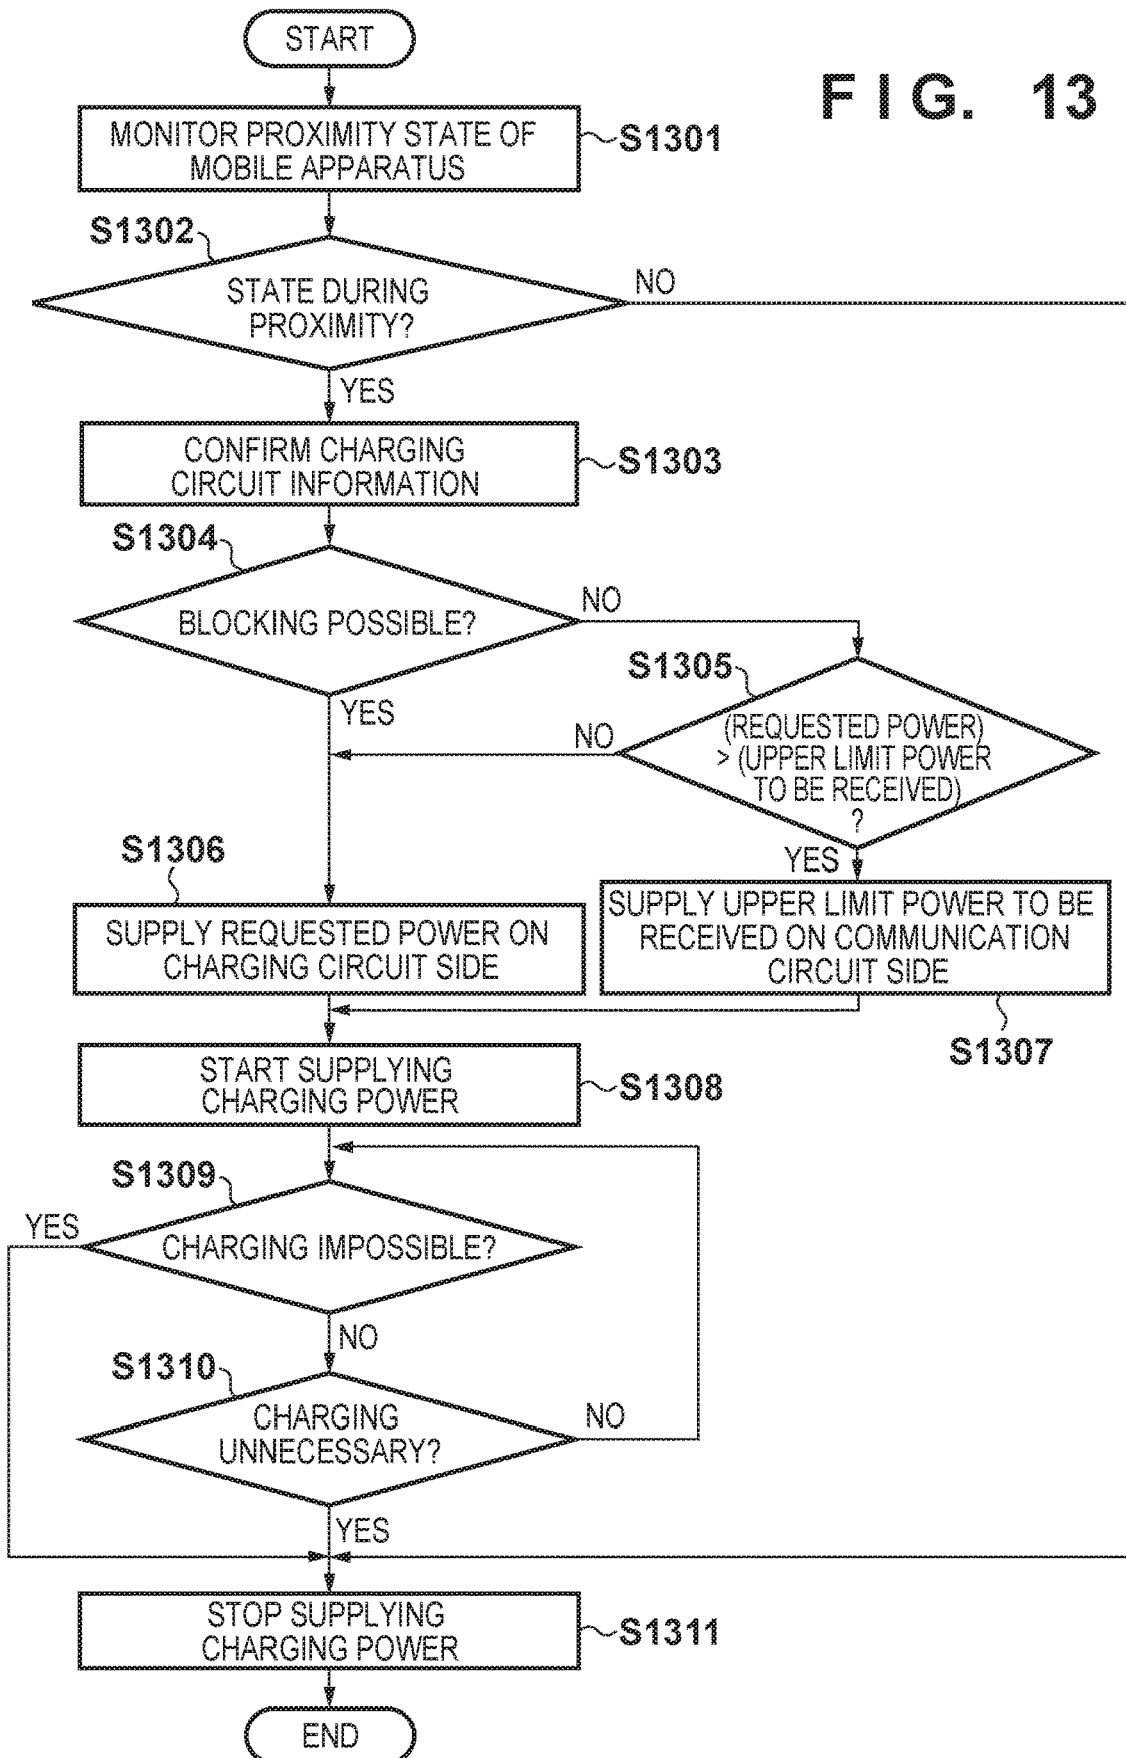 START
FIG. 13
MONITOR PROXIMITY STATE OF
MOBILE APPARATUS
S1301
S1302
STATE DURING
PROXIMITY?
NO
YES
CONFIRM CHARGING
CIRCUIT INFORMATION
S1303
S1304
BLOCKING POSSIBLE?
NO
YES
S1305
(REQUESTED POWER)
> (UPPER LIMIT POWER
TO BE RECEIVED)
?
NO
YES
S1306
SUPPLY REQUESTED POWER ON
CHARGING CIRCUIT SIDE
SUPPLY UPPER LIMIT POWER TO BE
RECEIVED ON COMMUNICATION
CIRCUIT SIDE
S1307
START SUPPLYING
CHARGING POWER
S1308
S1309
YES
CHARGING IMPOSSIBLE?
NO
S1310
CHARGING
UNNECESSARY?
NO
YES
STOP SUPPLYING
CHARGING POWER
S1311
END